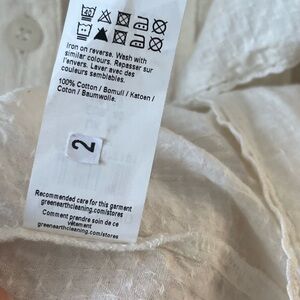 40
Iron on reverse. Wash with
similar colours. Repasser sur
l'envers. Laver avec des
couleurs semblables.
100% Cotton / Bomull / Katoen /
Coton / Baumwolle.
2
Recommended care for this garment
greenearthcleaning.com/stores
Comment prendre soin de ce
vêtement
greenearthcleaning.com/stores